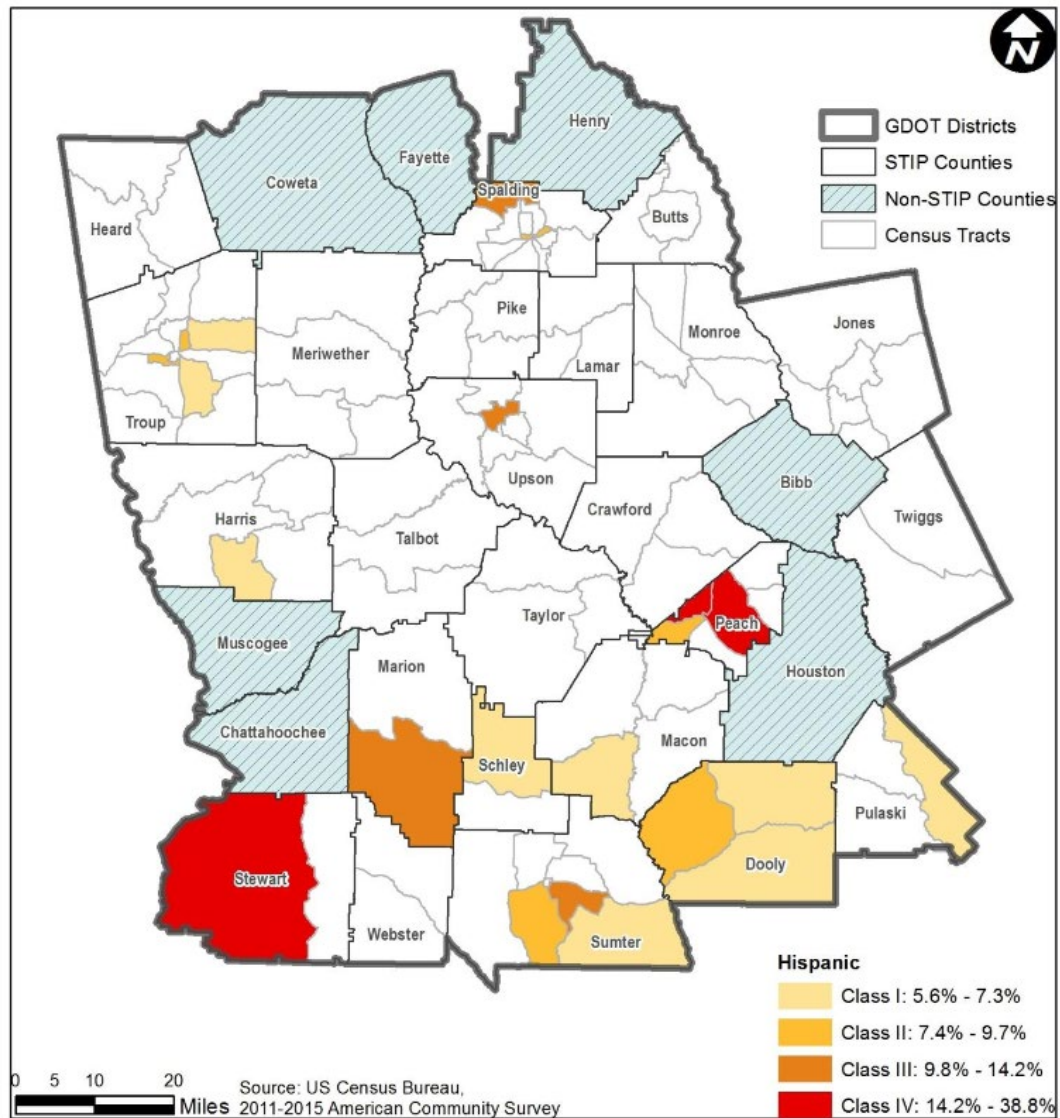 N
Henry
GDOT Districts
STIP Counties
Non-STIP Counties
Census Tracts
Fayette
Coweta
Spalding
Butts
Heard
Pike
Monroe
Jones
Meriwether
Lamar
Troup
Upson
Bibb
Crawford
Twiggs
Harris
Talbot
Taylor
Peach
Muscogee
Marion
Houston
Chattahoochee
Schley
Macon
Pulaski
Dooly
Stewart
Webster
Sumter
Hispanic
Class I: 5.6% - 7.3%
Class II: 7.4% - 9.7%
Class III: 9.8% - 14.2%
Class IV: 14.2% - 38.8%
0 5 10 20
Miles
Source: US Census Bureau,
2011-2015 American Community Survey